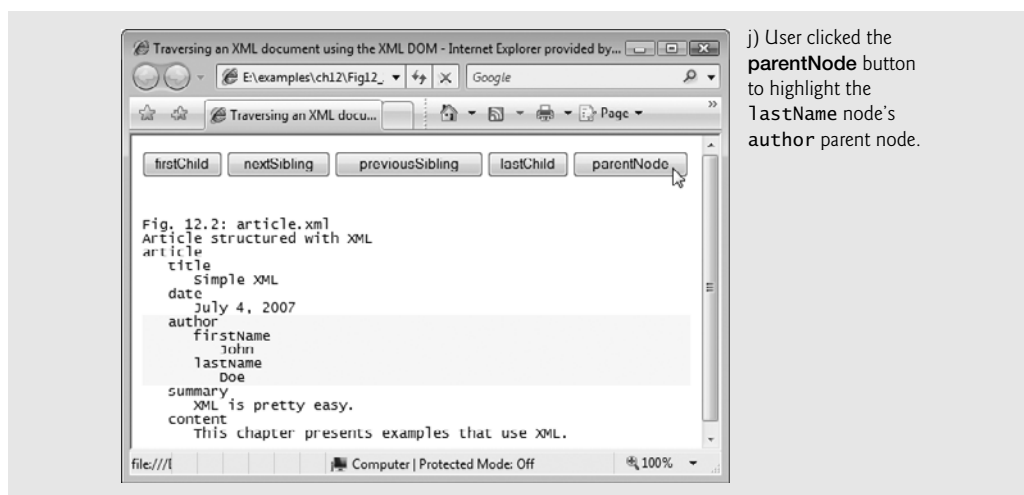 Traversing an XML document using the XML DOM - Internet Explorer provided by...
E:\examples\ch12\Fig12_
Google
Traversing an XML docu...
Page
»
firstChild nextSibling previousSibling lastChild parentNode
Fig. 12.2: article.xml
Article structured with XML
article
title
Simple XML
date
July 4, 2007
author
firstName
John
lastName
Doe
summary
XML is pretty easy.
content
This chapter presents examples that use XML.
file:///
Computer | Protected Mode: Off
100%
j) User clicked the
parentNode button
to highlight the
lastName node's
author parent node.